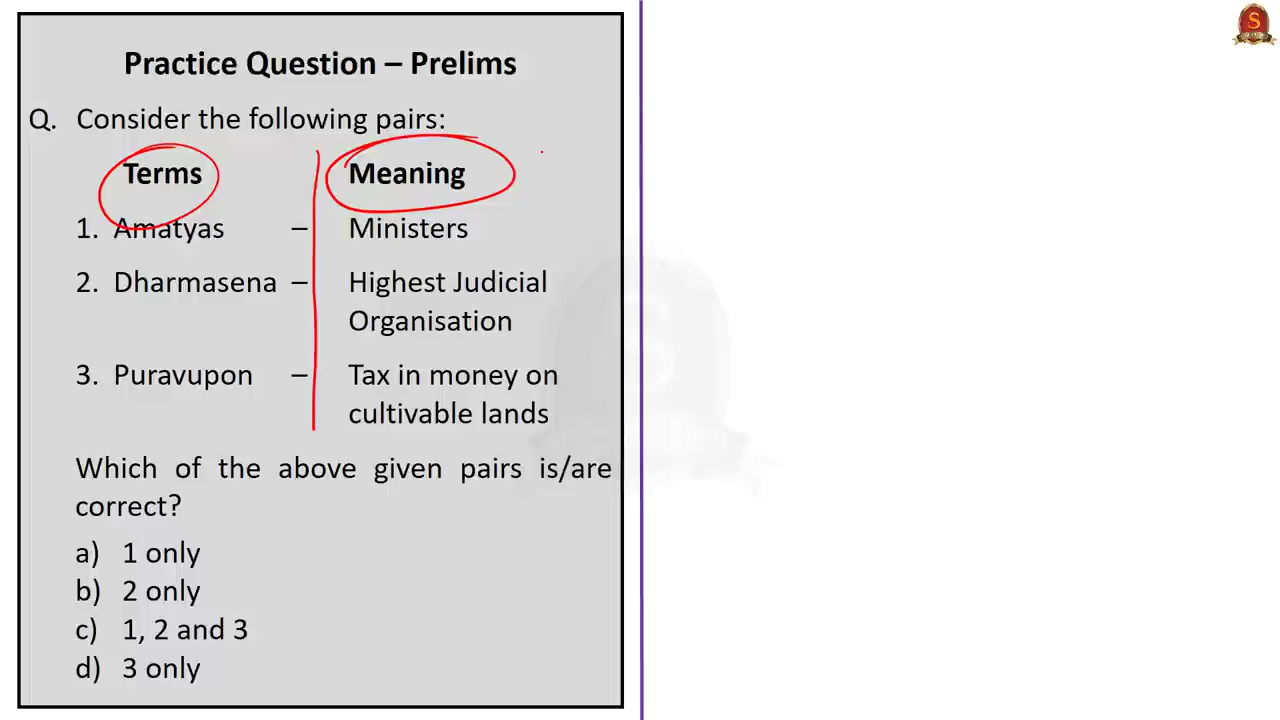 Practice Question – Prelims
Q. Consider the following pairs:
Terms Meaning
1. Amatyas – Ministers
2. Dharmasena – Highest Judicial
Organisation
3. Puravupon – Tax in money on
cultivable lands
Which of the above given pairs is/are
correct?
a) 1 only
b) 2 only
c) 1, 2 and 3
d) 3 only
S
S